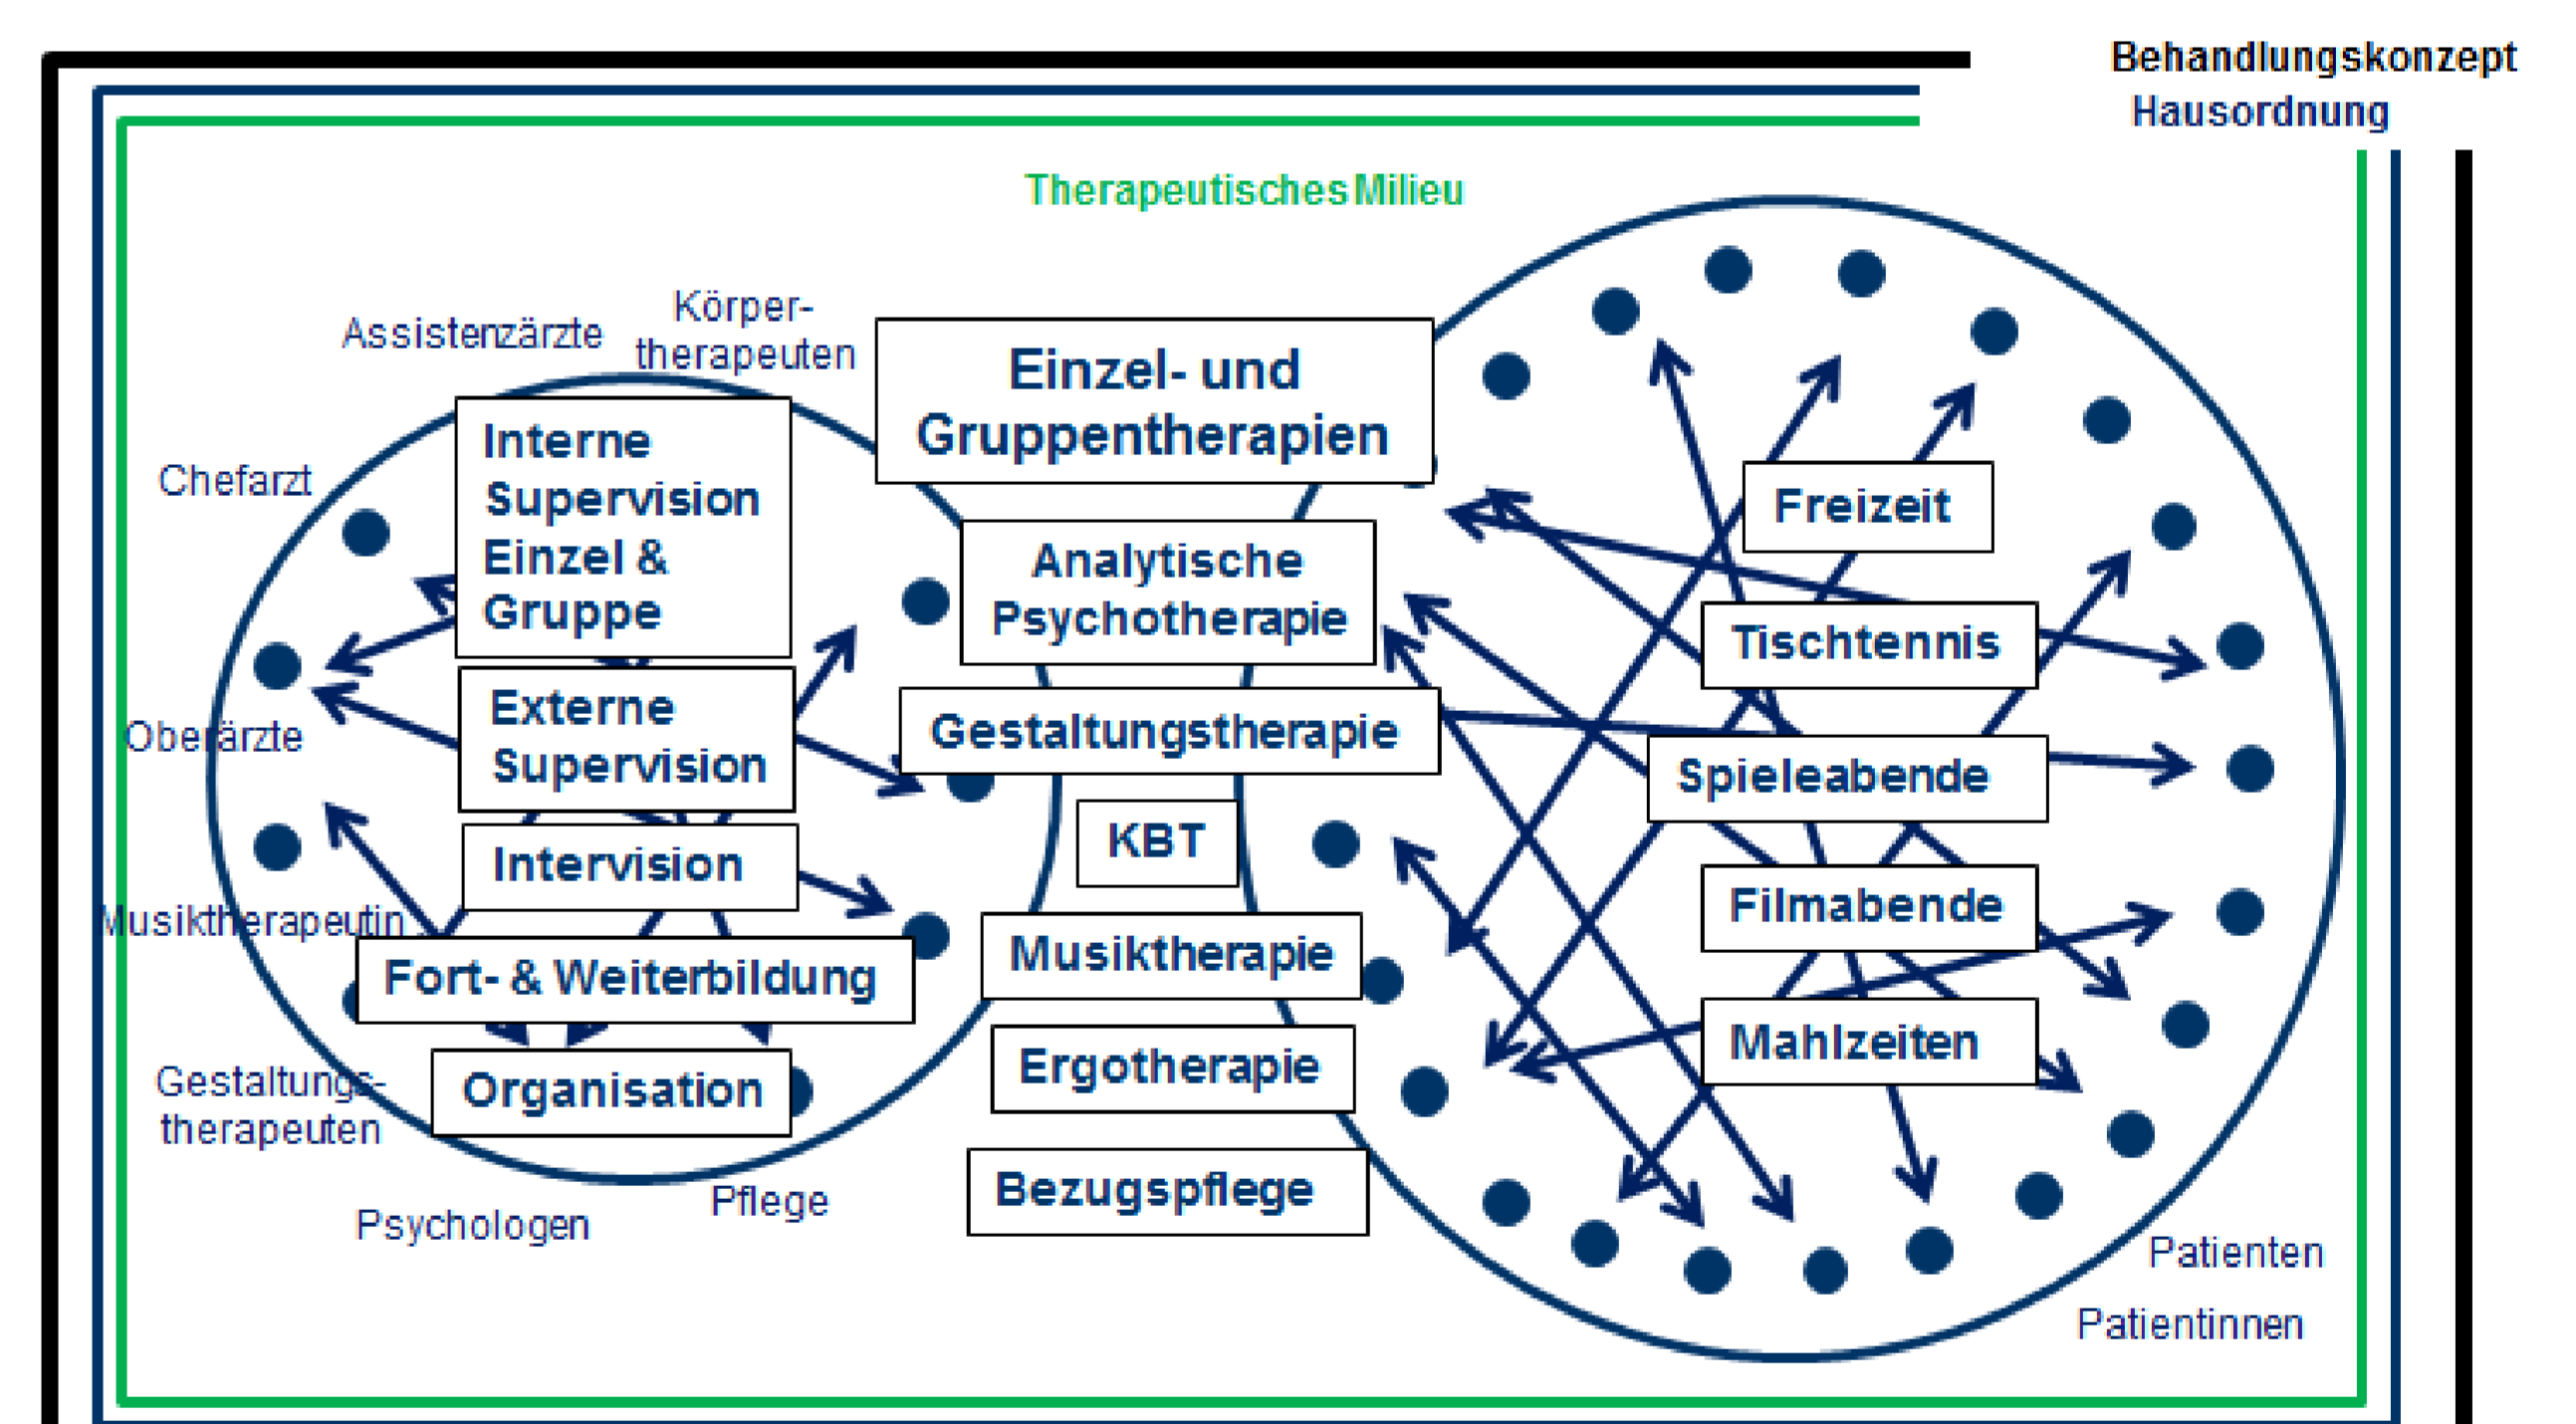 Behandlungskonzept
Hausordnung
Therapeutisches Milieu
Assistenzärzte
Körper-
therapeuten
Chefarzt
Oberärzte
Musiktherapeutin
Gestaltungs-
therapeuten
Psychologen
Pflege
Interne
Supervision
Einzel &
Gruppe
Externe
Supervision
Intervision
Fort- & Weiterbildung
Organisation
Einzel- und
Gruppentherapien
Analytische
Psychotherapie
Gestaltungstherapie
KBT
Musiktherapie
Ergotherapie
Bezugspflege
Freizeit
Tischtennis
Spieleabende
Filmabende
Mahlzeiten
Patienten
Patientinnen